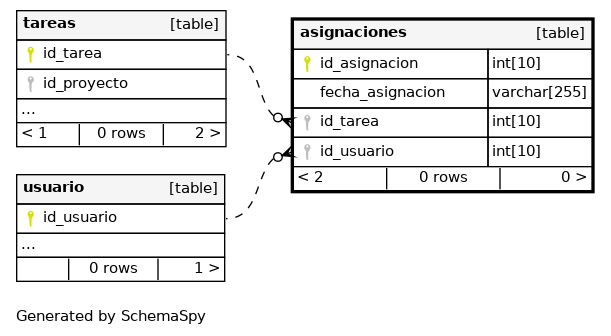 tareas [table]
id_tarea
id_proyecto
...
< 1 0 rows 2 >
usuario [table]
id_usuario
...
0 rows 1 >
asignaciones [table]
id_asignacion int[10]
fecha_asignacion varchar[255]
id_tarea int[10]
id_usuario int[10]
< 2 0 rows 0 >
Generated by SchemaSpy